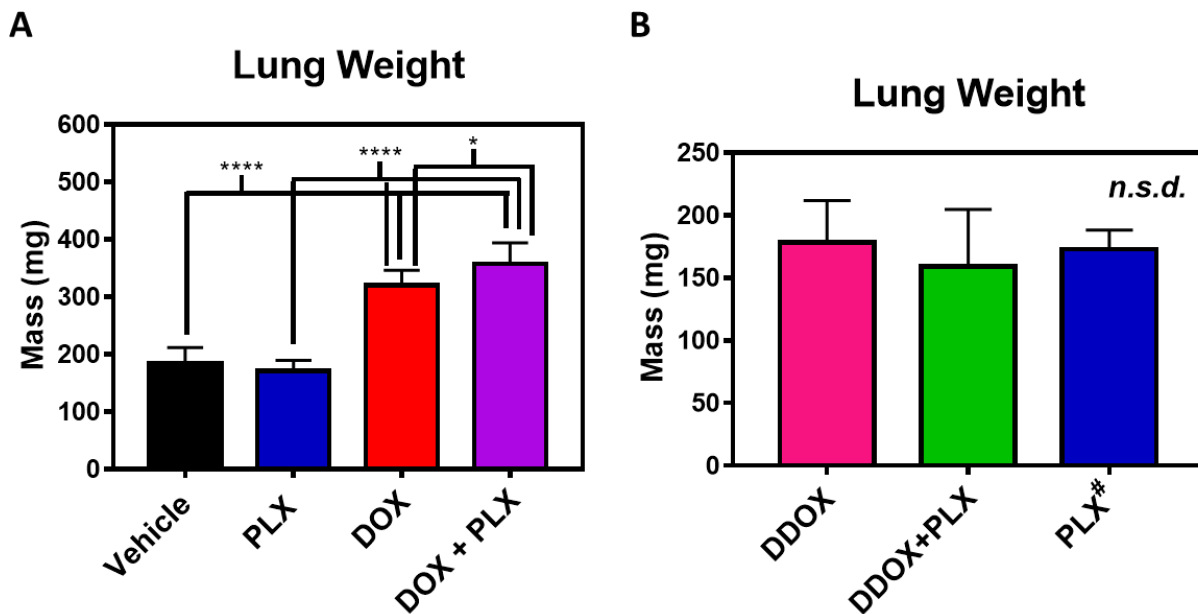 A
Lung Weight
Mass (mg)
600
500
400
300
200
100
0
****
****
*
Vehicle
PLX
DOX
DOX + PLX
B
Lung Weight
Mass (mg)
250
200
150
100
50
0
n.s.d.
DDOX
DDOX+PLX
PLX#